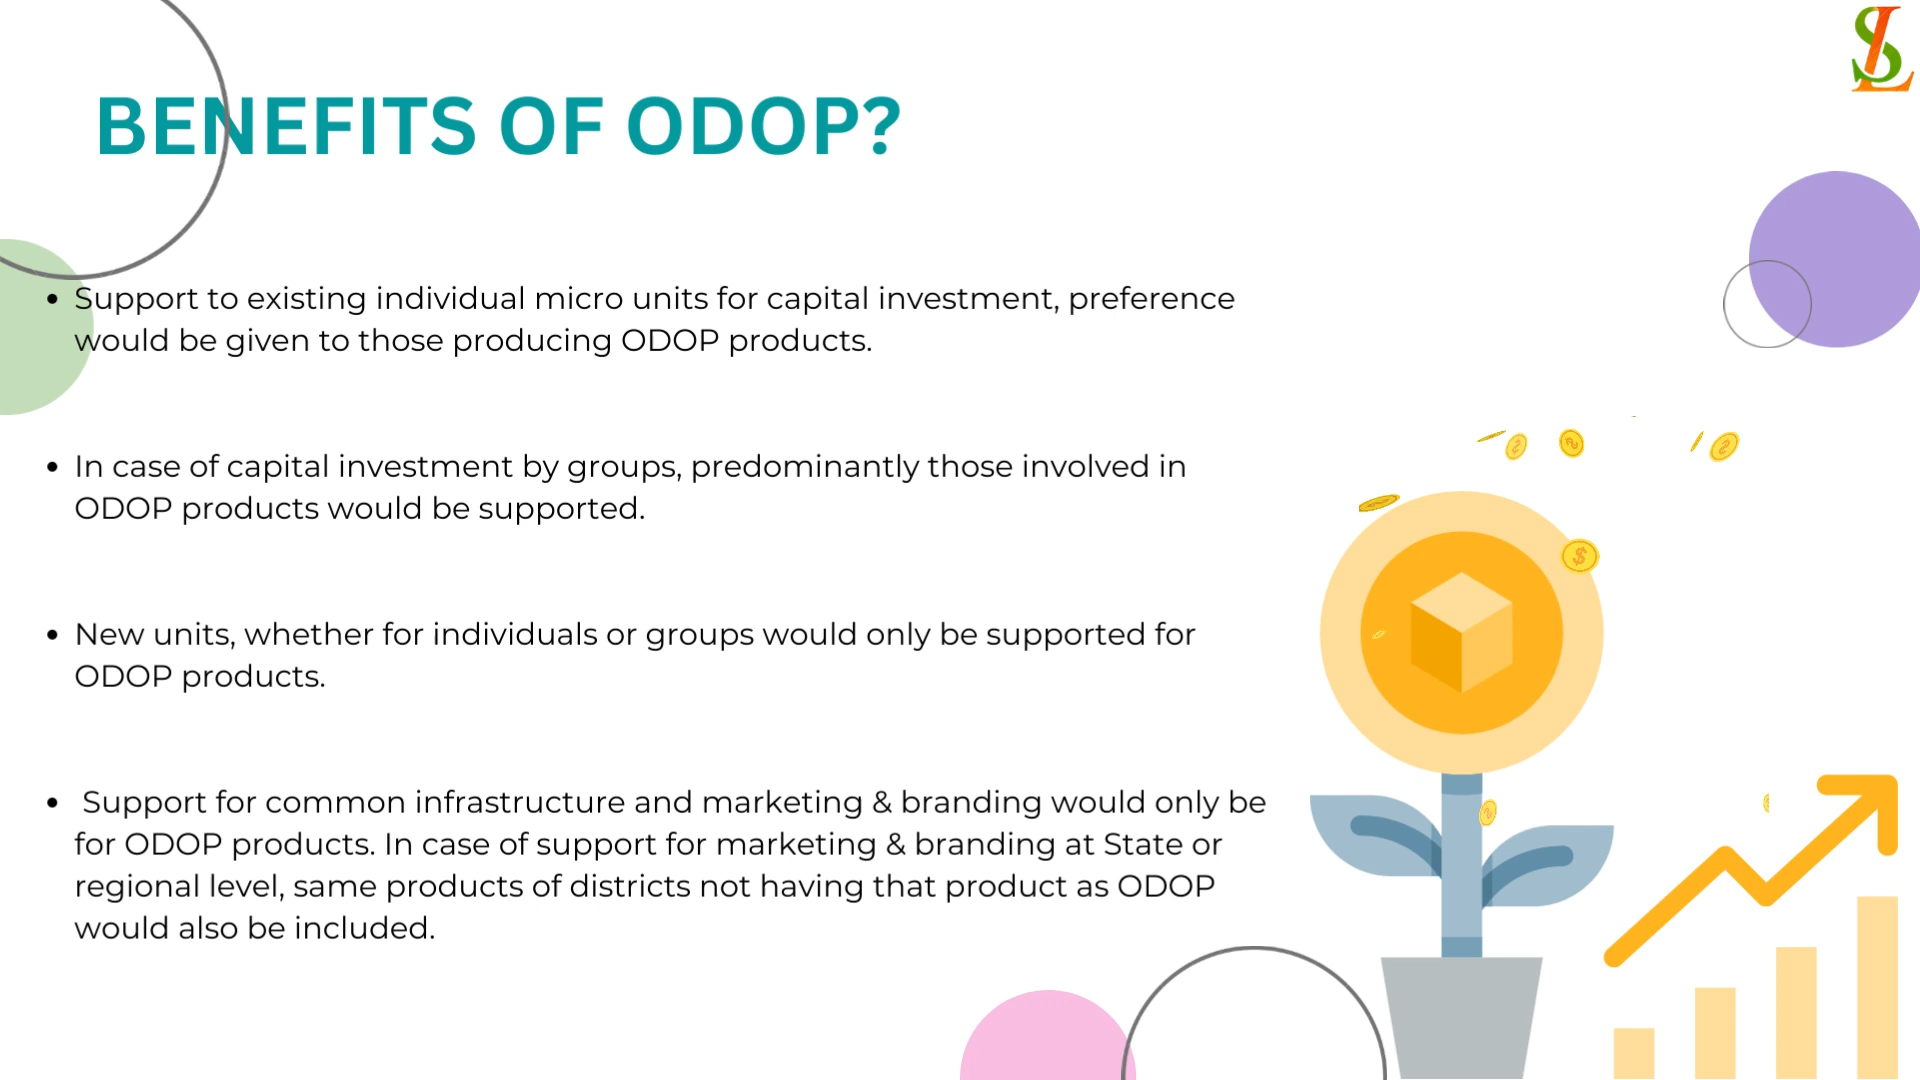 BENEFITS OF ODOP?
• Support to existing individual micro units for capital investment, preference
would be given to those producing ODOP products.
• In case of capital investment by groups, predominantly those involved in
ODOP products would be supported.
• New units, whether for individuals or groups would only be supported for
ODOP products.
• Support for common infrastructure and marketing & branding would only be
for ODOP products. In case of support for marketing & branding at State or
regional level, same products of districts not having that product as ODOP
would also be included.
SL